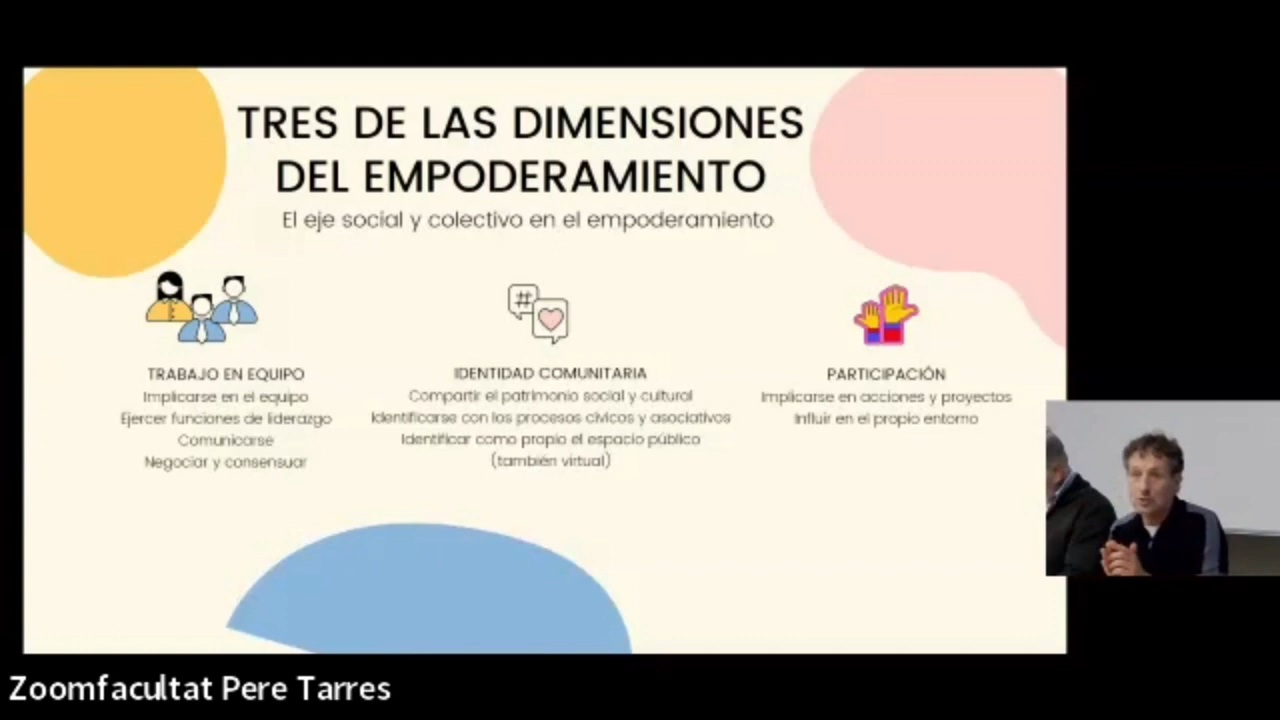 TRES DE LAS DIMENSIONES
DEL EMPODERAMIENTO
El eje social y colectivo en el empoderamiento
#
TRABAJO EN EQUIPO
Implicarse en el equipo
Ejercer funciones de liderazgo
Comunicarse
Negociar y consensuar
IDENTIDAD COMUNITARIA
Compartir el patrimonio social y cultural
Identificarse con los procesos cívicos y asociativos
Identificar como propio el espacio público
(también virtual)
PARTICIPACIÓN
Implicarse en acciones y proyectos
Influir en el propio entorno
Zoomfacultat Pere Tarres